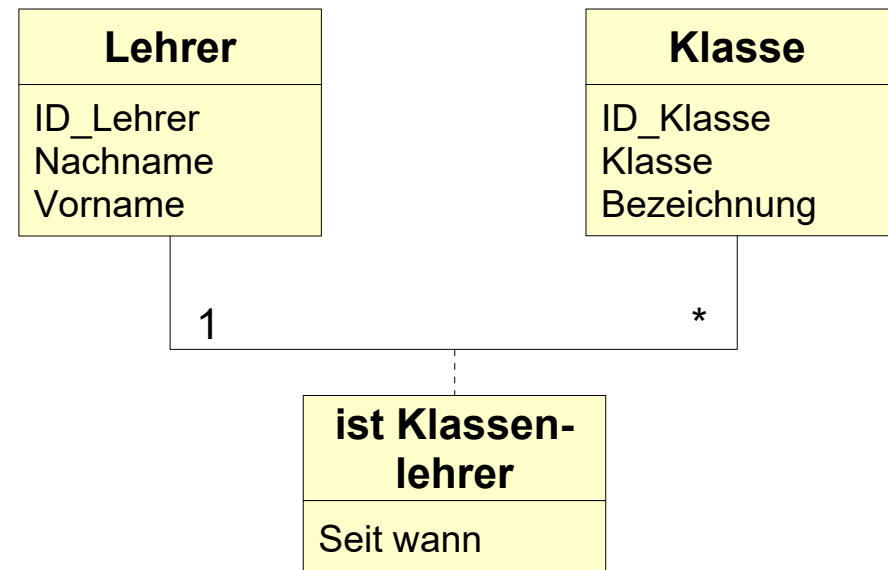 Lehrer
ID_Lehrer
Nachname
Vorname
Klasse
ID_Klasse
Klasse
Bezeichnung
1
*
ist Klassen-
lehrer
Seit wann